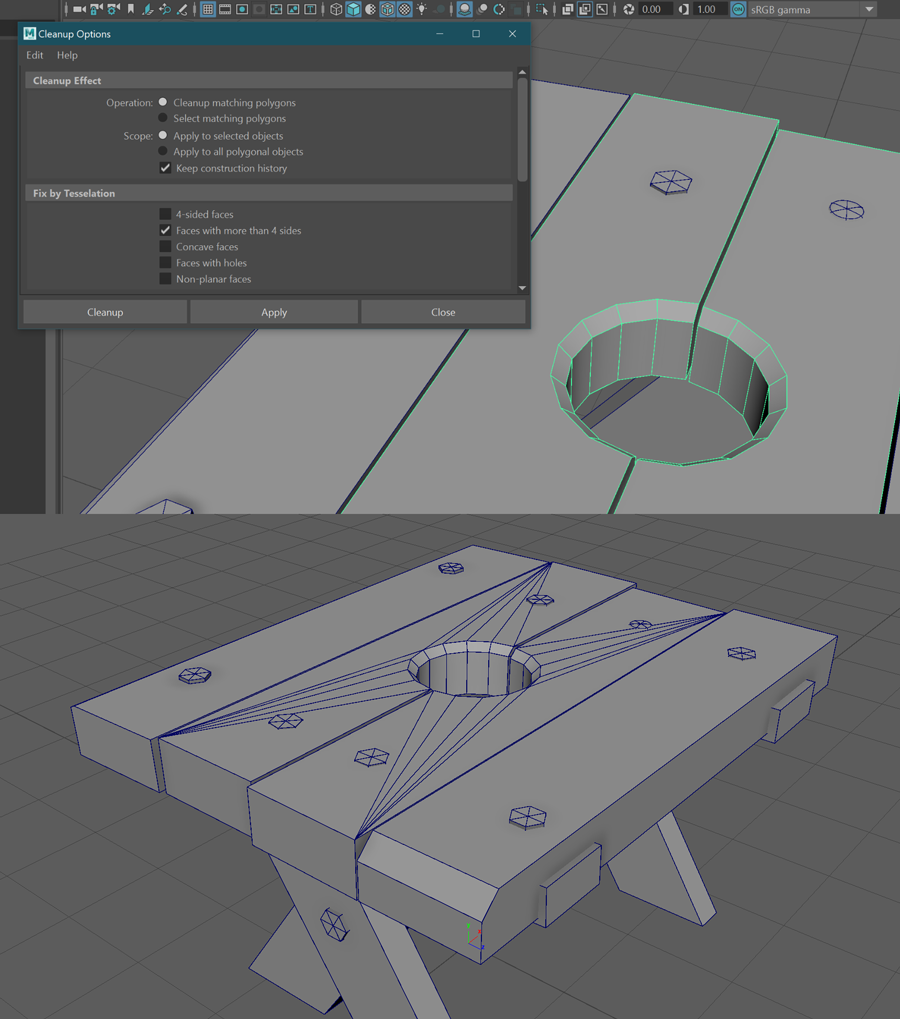 0.00 1.00 ON sRGB gamma
M Cleanup Options
Edit Help
Cleanup Effect
Operation: Cleanup matching polygons
Select matching polygons
Scope: Apply to selected objects
Apply to all polygonal objects
Keep construction history
Fix by Tesselation
4-sided faces
Faces with more than 4 sides
Concave faces
Faces with holes
Non-planar faces
Cleanup Apply Close